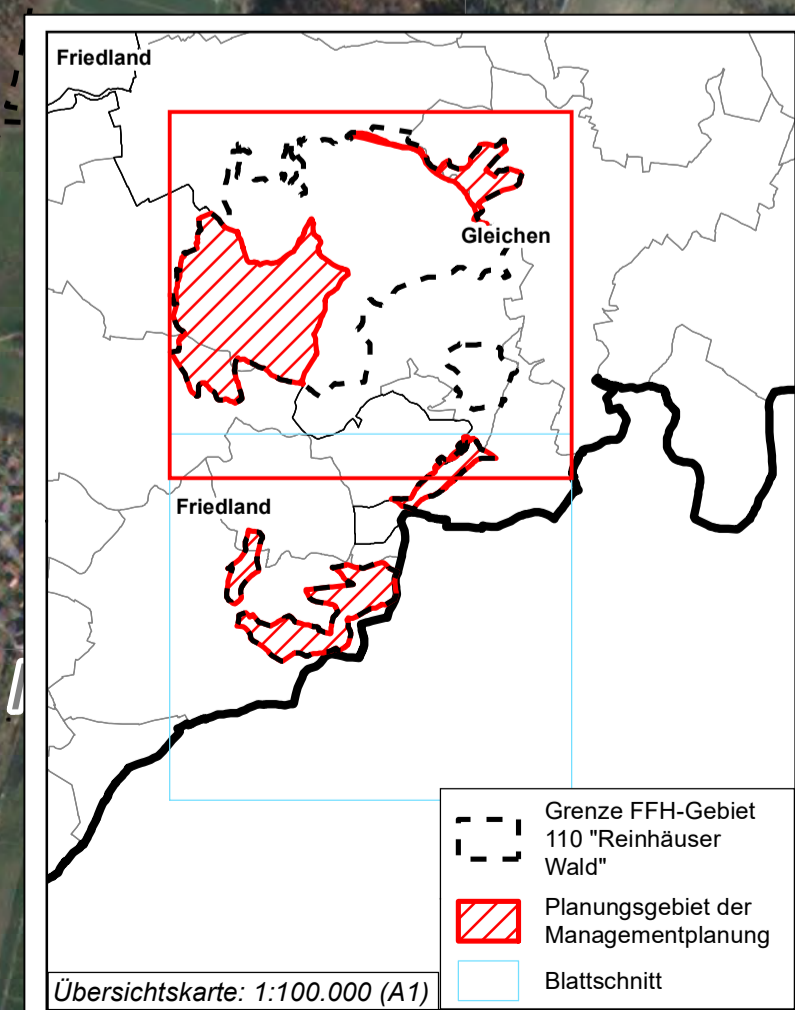 Friedland
Gleichen
Friedland
Grenze FFH-Gebiet
110 "Reinhäuser
Wald"
Planungsgebiet der
Managementplanung
Blattschnitt
Übersichtskarte: 1:100.000 (A1)